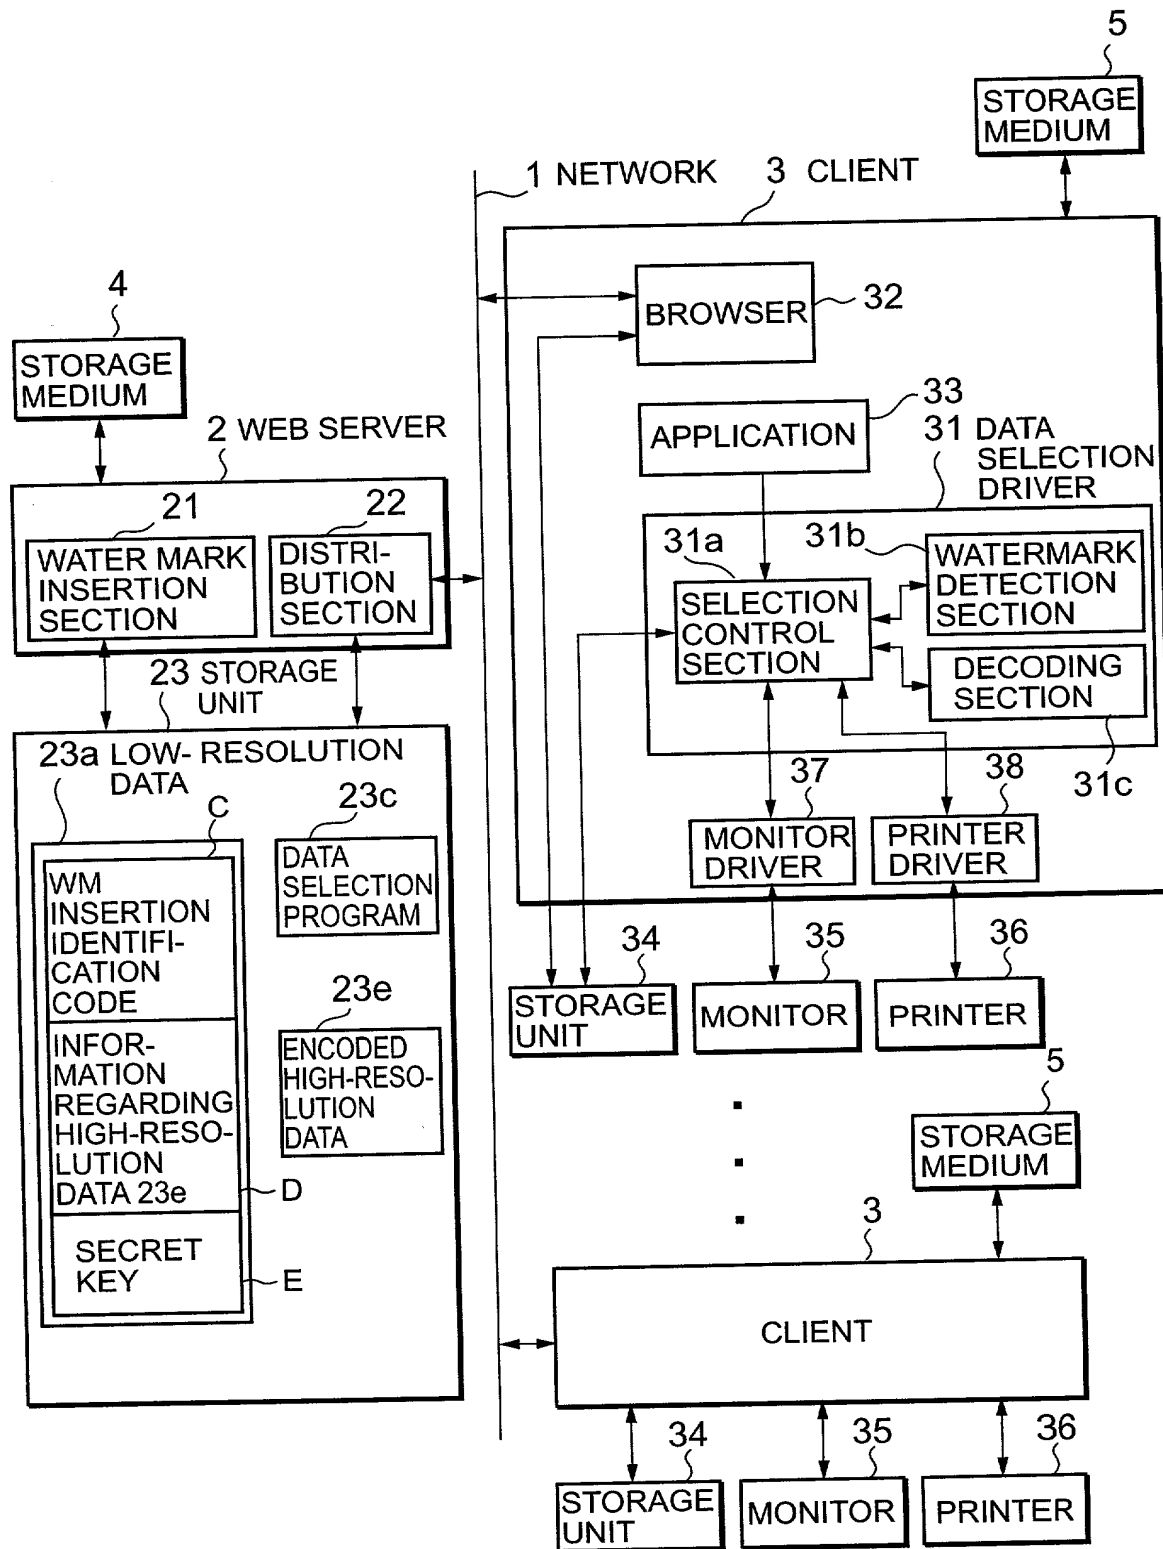 5
STORAGE
MEDIUM
1 NETWORK
3 CLIENT
4
STORAGE
MEDIUM
2 WEB SERVER
21
WATER MARK
INSERTION
SECTION
22
DISTRI-
BUTION
SECTION
23 STORAGE
UNIT
23a LOW-RESOLUTION
DATA
C
WM
INSERTION
IDENTIFI-
CATION
CODE
INFOR-
MATION
REGARDING
HIGH-RESO-
LUTION
DATA 23e
D
SECRET
KEY
E
23c
DATA
SELECTION
PROGRAM
23e
ENCODED
HIGH-RESO-
LUTION
DATA
BROWSER
32
33
APPLICATION
31 DATA
SELECTION
DRIVER
31a
SELECTION
CONTROL
SECTION
31b
WATERMARK
DETECTION
SECTION
DECODING
SECTION
31c
37
MONITOR
DRIVER
38
PRINTER
DRIVER
34
STORAGE
UNIT
35
MONITOR
36
PRINTER
5
STORAGE
MEDIUM
3
CLIENT
34
STORAGE
UNIT
35
MONITOR
36
PRINTER